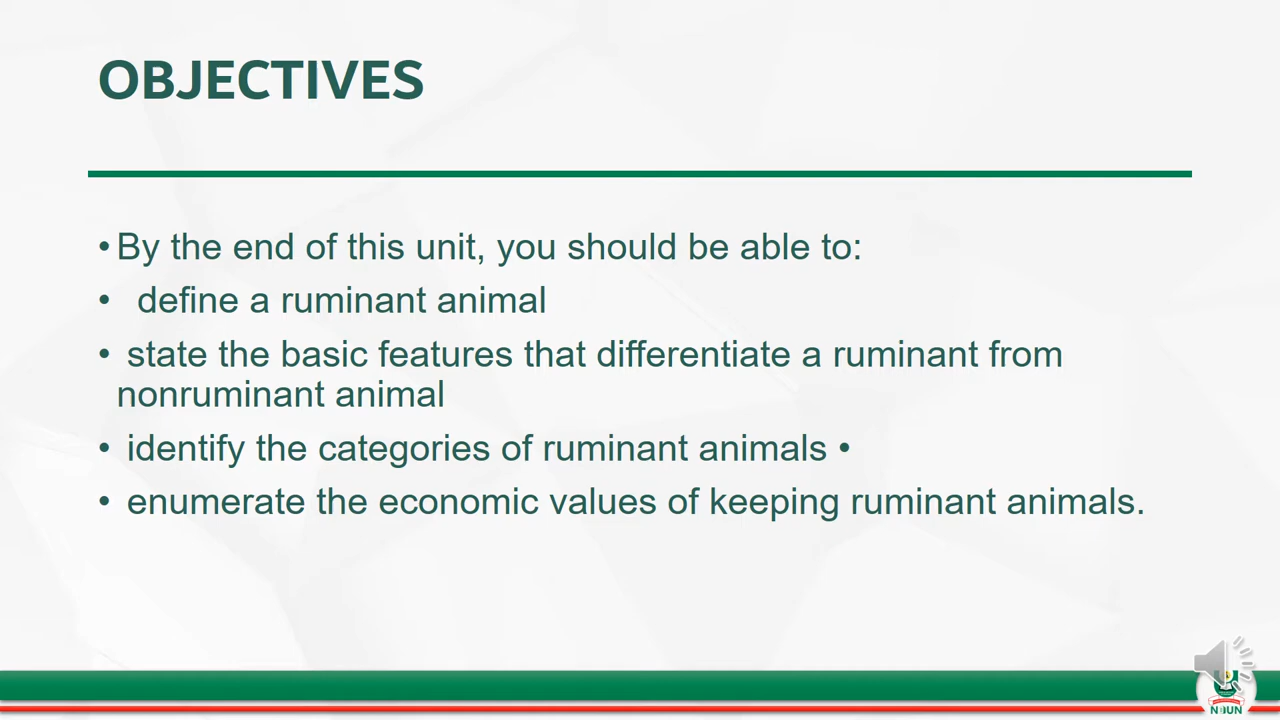 OBJECTIVES
• By the end of this unit, you should be able to:
• define a ruminant animal
• state the basic features that differentiate a ruminant from
nonruminant animal
• identify the categories of ruminant animals •
• enumerate the economic values of keeping ruminant animals.